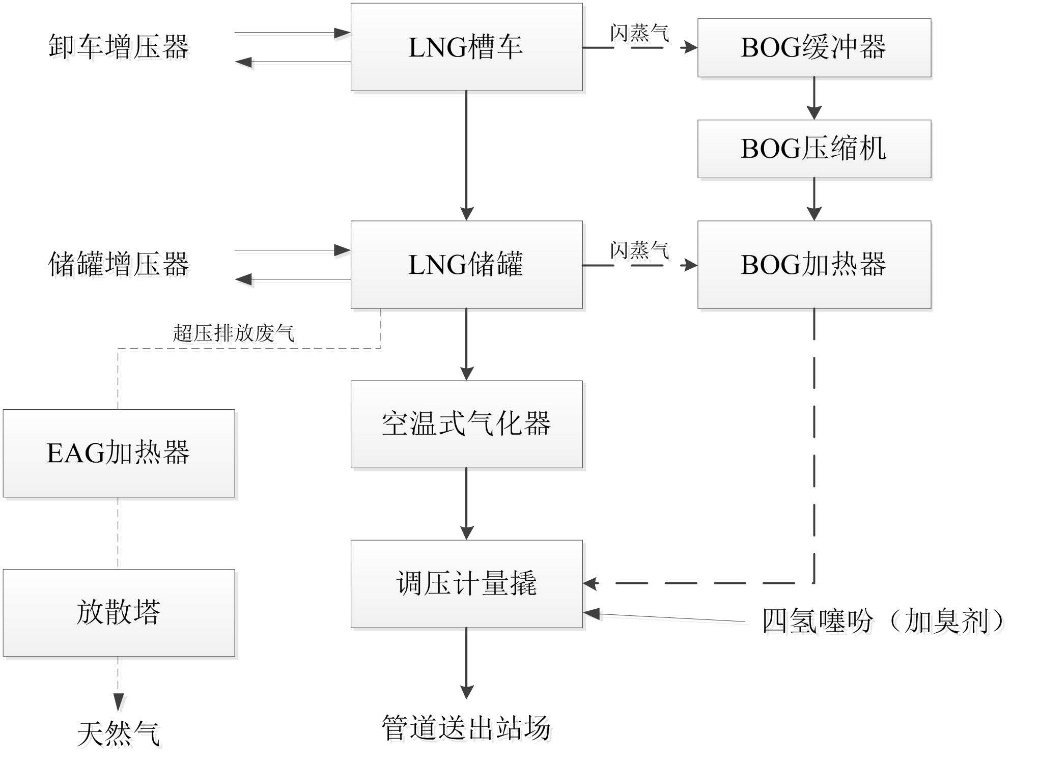 卸车增压器
LNG槽车
闪蒸气
BOG缓冲器
BOG压缩机
储罐增压器
LNG储罐
闪蒸气
BOG加热器
超压排放废气
空温式气化器
EAG加热器
调压计量撬
四氢噻吩（加臭剂）
放散塔
天然气
管道送出站场